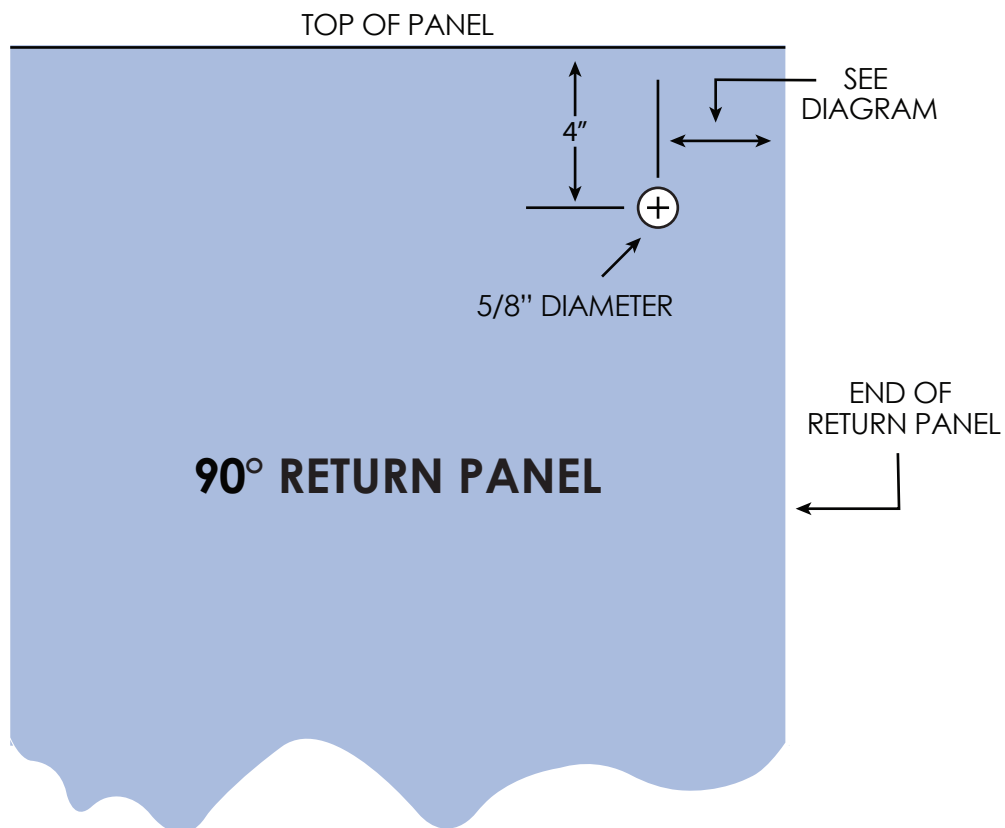 TOP OF PANEL
SEE
DIAGRAM
4”
5/8’’ DIAMETER
END OF
RETURN PANEL
90° RETURN PANEL